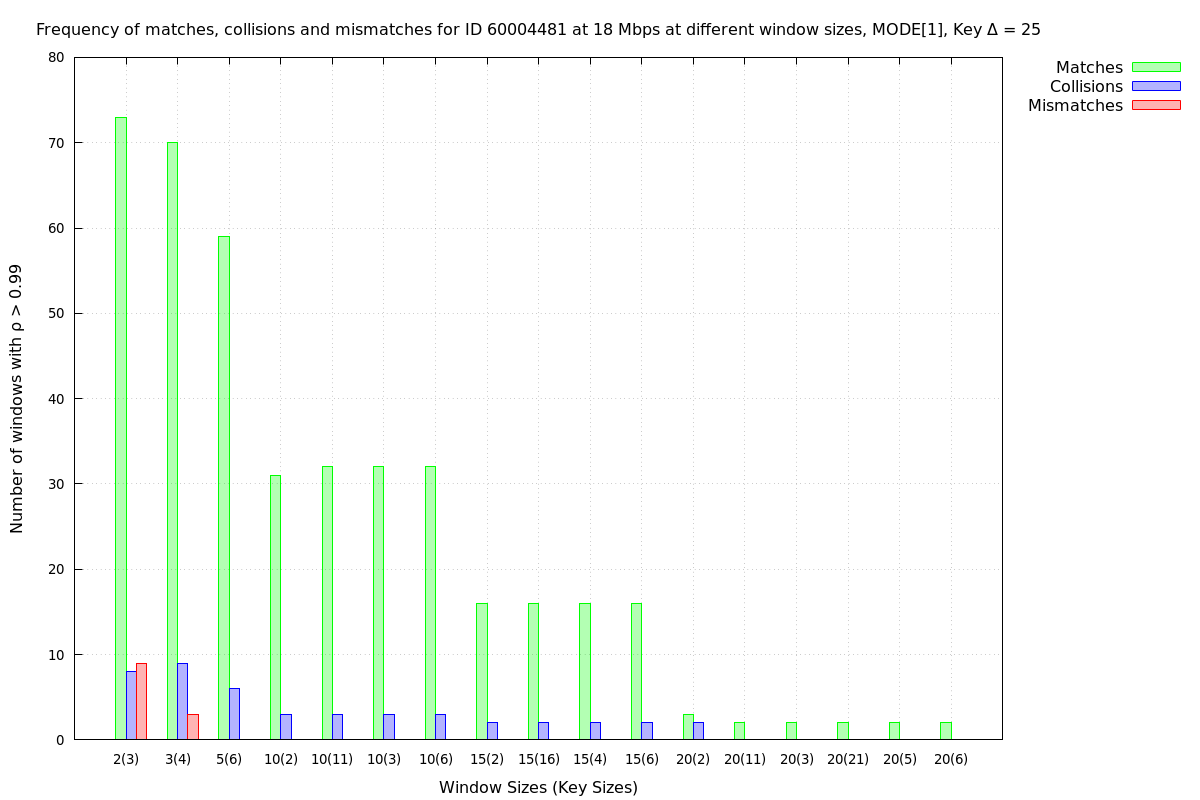 Frequency of matches, collisions and mismatches for ID 60004481 at 18 Mbps at different window sizes, MODE[1], Key Δ = 25
Matches
Collisions
Mismatches
Number of windows with ρ > 0.99
80
70
60
50
40
30
20
10
0
2(3) 3(4) 5(6) 10(2) 10(11) 10(3) 10(6) 15(2) 15(16) 15(4) 15(6) 20(2) 20(11) 20(3) 20(21) 20(5) 20(6)
Window Sizes (Key Sizes)